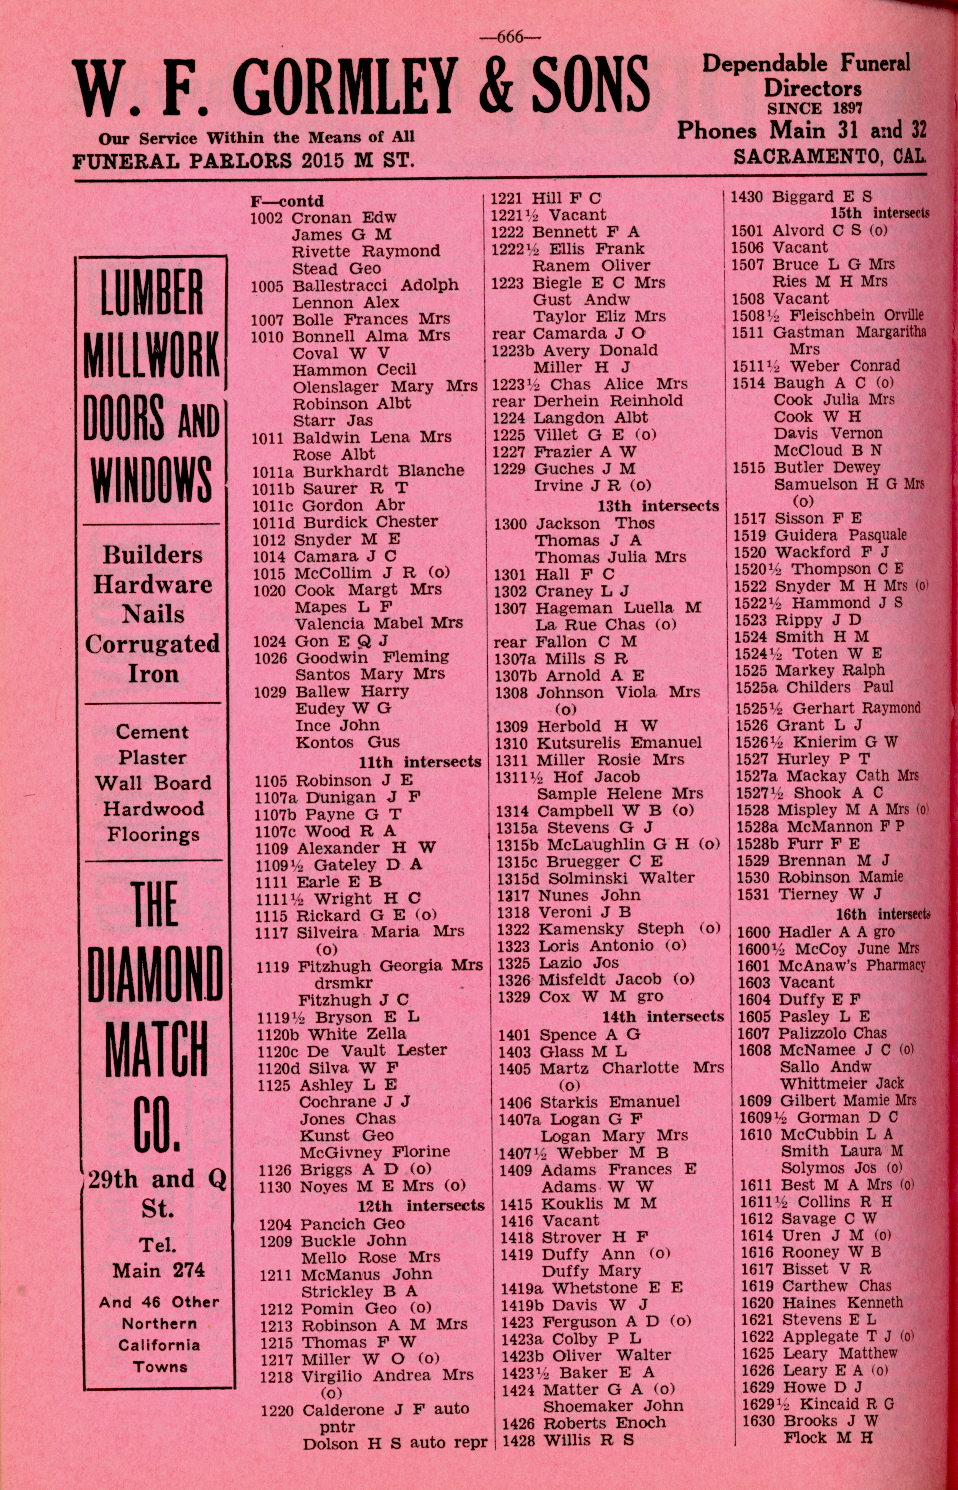 —666—
W. F. GORMLEY & SONS
Our Service Within the Means of All
FUNERAL PARLORS 2015 M ST.
Dependable Funeral
Directors
SINCE 1897
Phones Main 31 and 32
SACRAMENTO, CAL.
LUMBER
MILLWORK
DOORS AND
WINDOWS
Builders
Hardware
Nails
Corrugated
Iron
Cement
Plaster
Wall Board
Hardwood
Floorings
THE
DIAMOND
MATCH
CO.
29th and Q
St.
Tel.
Main 274
And 46 Other
Northern
California
Towns
F—contd
1002 Cronan Edw
James G M
Rivette Raymond
Stead Geo
1005 Ballestracci Adolph
Lennon Alex
1007 Bolle Frances Mrs
1010 Bonnell Alma Mrs
Coval W V
Hammon Cecil
Olenslager Mary Mrs
Robinson Albt
Starr Jas
1011 Baldwin Lena Mrs
Rose Albt
1011a Burkhardt Blanche
1011b Saurer R T
1011c Gordon Abr
1011d Burdick Chester
1012 Snyder M E
1014 Camara J C
1015 McCollim J R (o)
1020 Cook Margt Mrs
Mapes L F
Valencia Mabel Mrs
1024 Gon E Q J
1026 Goodwin Fleming
Santos Mary Mrs
1029 Ballew Harry
Eudey W G
Ince John
Kontos Gus
11th intersects
1105 Robinson J E
1107a Dunigan J F
1107b Payne G T
1107c Wood R A
1109 Alexander H W
1109½ Gateley D A
1111 Earle E B
1111½ Wright H C
1115 Rickard G E (o)
1117 Silveira Maria Mrs
(o)
1119 Fitzhugh Georgia Mrs
drsmkr
Fitzhugh J C
1119½ Bryson E L
1120b White Zella
1120c De Vault Lester
1120d Silva W F
1125 Ashley L E
Cochrane J J
Jones Chas
Kunst Geo
McGivney Florine
1126 Briggs A D (o)
1130 Noyes M E Mrs (o)
12th intersects
1204 Pancich Geo
1209 Buckle John
Mello Rose Mrs
1211 McManus John
Strickley B A
1212 Pomin Geo (o)
1213 Robinson A M Mrs
1215 Thomas F W
1217 Miller W O (o)
1218 Virgilio Andrea Mrs
(o)
1220 Calderone J F auto
pntr
Dolson H S auto repr
1221 Hill F C
1221½ Vacant
1222 Bennett F A
1222½ Ellis Frank
Ranem Oliver
1223 Biegle E C Mrs
Gust Andw
Taylor Eliz Mrs
rear Camarda J O
1223b Avery Donald
Miller H J
1223½ Chas Alice Mrs
rear Derhein Reinhold
1224 Langdon Albt
1225 Villet G E (o)
1227 Frazier A W
1229 Guches J M
Irvine J R (o)
13th intersects
1300 Jackson Thos
Thomas J A
Thomas Julia Mrs
1301 Hall F C
1302 Craney L J
1307 Hageman Luella M
La Rue Chas (o)
rear Fallon C M
1307a Mills S R
1307b Arnold A E
1308 Johnson Viola Mrs
(o)
1309 Herbold H W
1310 Kutsurelis Emanuel
1311 Miller Rosie Mrs
1311½ Hof Jacob
Sample Helene Mrs
1314 Campbell W B (o)
1315a Stevens G J
1315b McLaughlin G H (o)
1315c Bruegger C E
1315d Solminski Walter
1317 Nunes John
1318 Veroni J B
1322 Kamensky Steph (o)
1323 Loris Antonio (o)
1325 Lazio Jos
1326 Misfeldt Jacob (o)
1329 Cox W M gro
14th intersects
1401 Spence A G
1403 Glass M L
1405 Martz Charlotte Mrs
(o)
1406 Starkis Emanuel
1407a Logan G F
Logan Mary Mrs
1407½ Webber M B
1409 Adams Frances E
Adams W W
1415 Kouklis M M
1416 Vacant
1418 Strover H F
1419 Duffy Ann (o)
Duffy Mary
1419a Whetstone E E
1419b Davis W J
1423 Ferguson A D (o)
1423a Colby P L
1423b Oliver Walter
1423½ Baker E A
1424 Matter G A (o)
Shoemaker John
1426 Roberts Enoch
1428 Willis R S
1430 Biggard E S
15th intersects
1501 Alvord C S (o)
1506 Vacant
1507 Bruce L G Mrs
Ries M H Mrs
1508 Vacant
1508½ Fleischbein Orville
1511 Gastman Margaritha
Mrs
1511½ Weber Conrad
1514 Baugh A C (o)
Cook Julia Mrs
Cook W H
Davis Vernon
McCloud B N
1515 Butler Dewey
Samuelson H G Mrs
(o)
1517 Sisson F E
1519 Guidera Pasquale
1520 Wackford F J
1520½ Thompson C E
1522 Snyder M H Mrs (o)
1522½ Hammond J S
1523 Rippy J D
1524 Smith H M
1524½ Toten W E
1525 Markey Ralph
1525a Childers Paul
1525½ Gerhart Raymond
1526 Grant L J
1526½ Knierim G W
1527 Hurley P T
1527a Mackay Cath Mrs
1527½ Shook A C
1528 Mispley M A Mrs (o)
1528a McMannon F P
1528b Furr F E
1529 Brennan M J
1530 Robinson Mamie
1531 Tierney W J
16th intersects
1600 Hadler A A gro
1600½ McCoy June Mrs
1601 McAnaw's Pharmacy
1603 Vacant
1604 Duffy E F
1605 Pasley L E
1607 Palizzolo Chas
1608 McNamee J C (o)
Sallo Andw
Whittmeier Jack
1609 Gilbert Mamie Mrs
1609½ Gorman D C
1610 McCubbin L A
Smith Laura M
Solymos Jos (o)
1611 Best M A Mrs (o)
1611½ Collins R H
1612 Savage C W
1614 Uren J M (o)
1616 Rooney W B
1617 Bisset V R
1619 Carthew Chas
1620 Haines Kenneth
1621 Stevens E L
1622 Applegate T J (o)
1625 Leary Matthew
1626 Leary E A (o)
1629 Howe D J
1629½ Kincaid R G
1630 Brooks J W
Flock M H